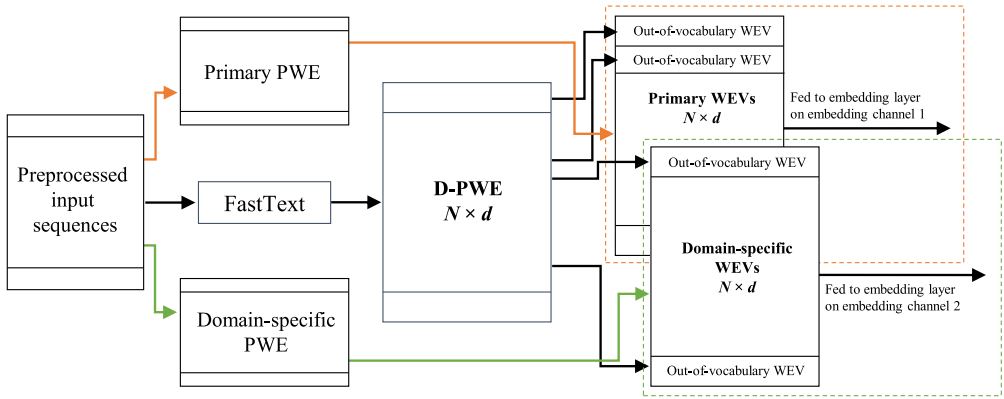 Preprocessed
input
sequences
Primary PWE
FastText
Domain-specific
PWE
D-PWE
N × d
Out-of-vocabulary WEV
Out-of-vocabulary WEV
Primary WEVs
N × d
Fed to embedding layer
on embedding channel 1
Out-of-vocabulary WEV
Domain-specific
WEVs
N × d
Fed to embedding layer
on embedding channel 2
Out-of-vocabulary WEV